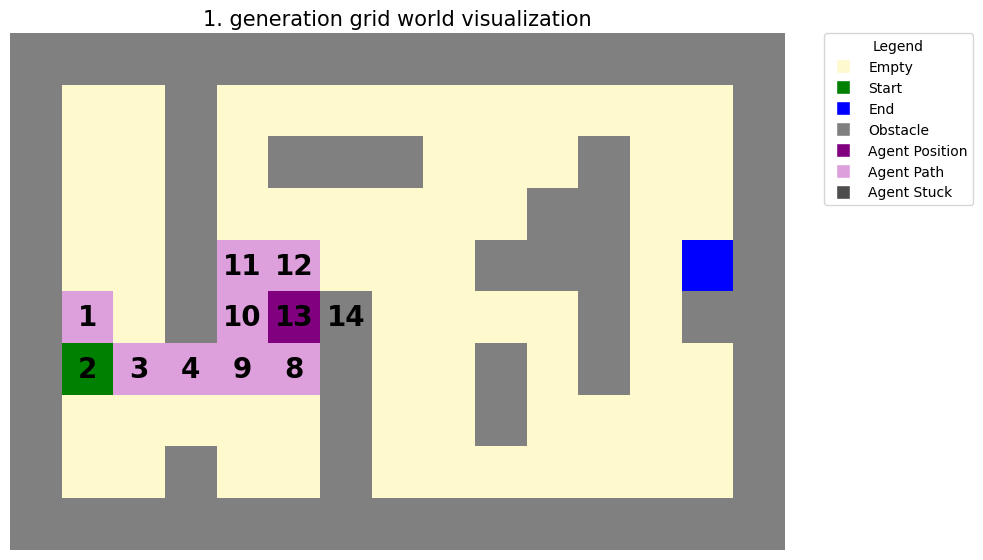 1. generation grid world visualization
Legend
Empty
Start
End
Obstacle
Agent Position
Agent Path
Agent Stuck
11 12
1 10 13 14
2 3 4 9 8